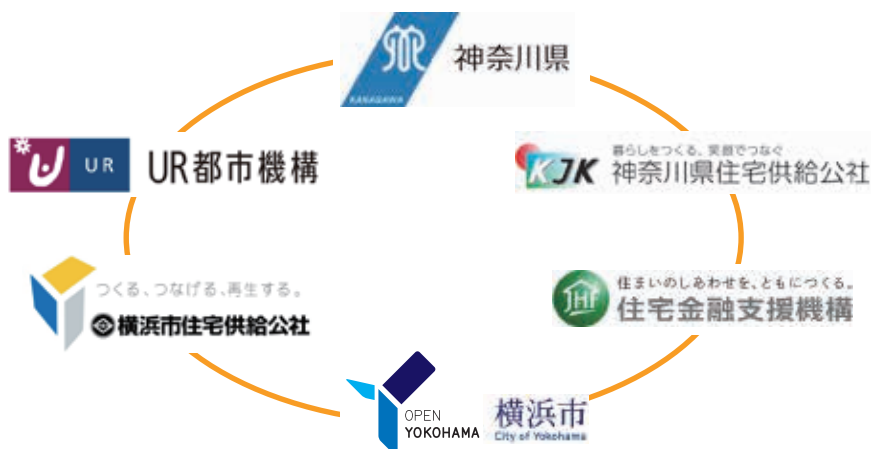 KANAGAWA
神奈川県
UR
UR都市機構
暮らしをつくる、笑顔でつなぐ
KJK
神奈川県住宅供給公社
つくる、つなげる、再生する。
横浜市住宅供給公社
住まいのしあわせを、ともにつくる。
JHF
住宅金融支援機構
OPEN
YOKOHAMA
横浜市
City of Yokohama